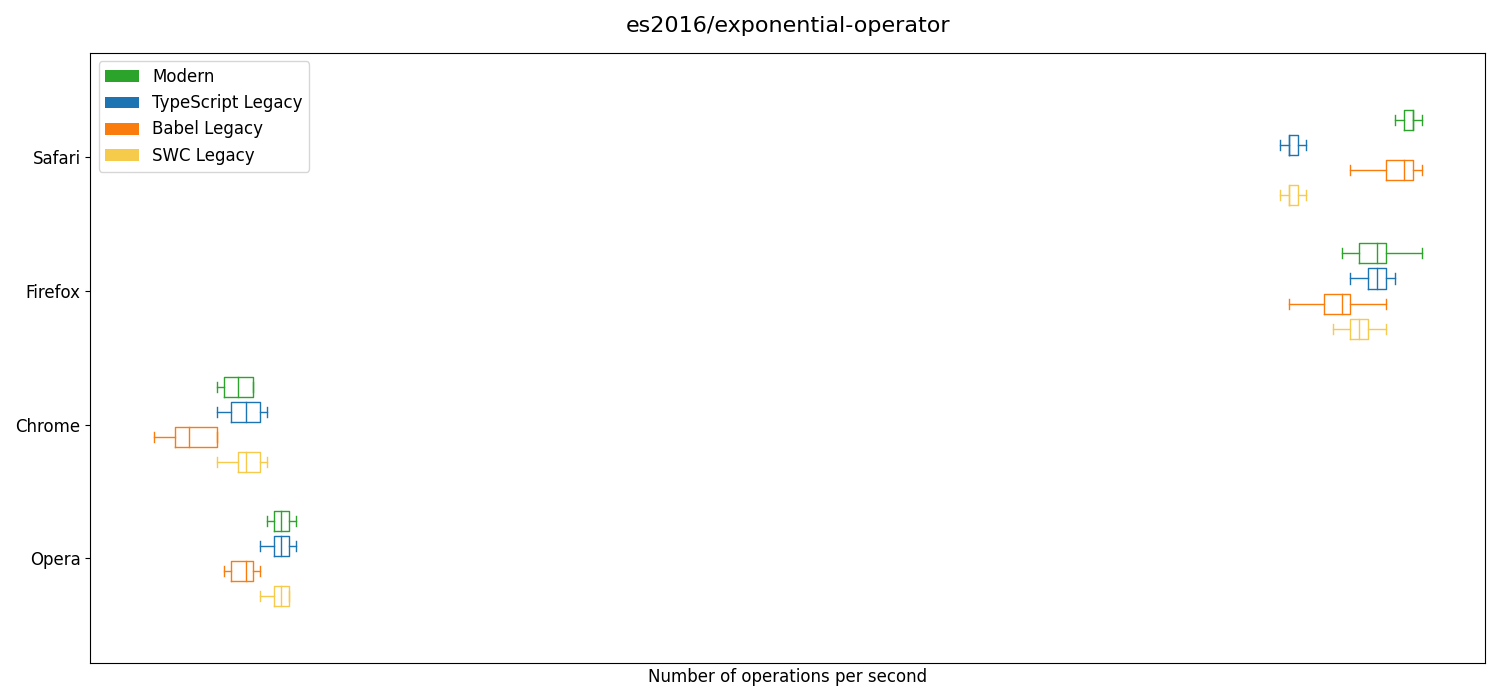 es2016/exponential-operator
Modern
TypeScript Legacy
Babel Legacy
SWC Legacy
Safari
Firefox
Chrome
Opera
Number of operations per second